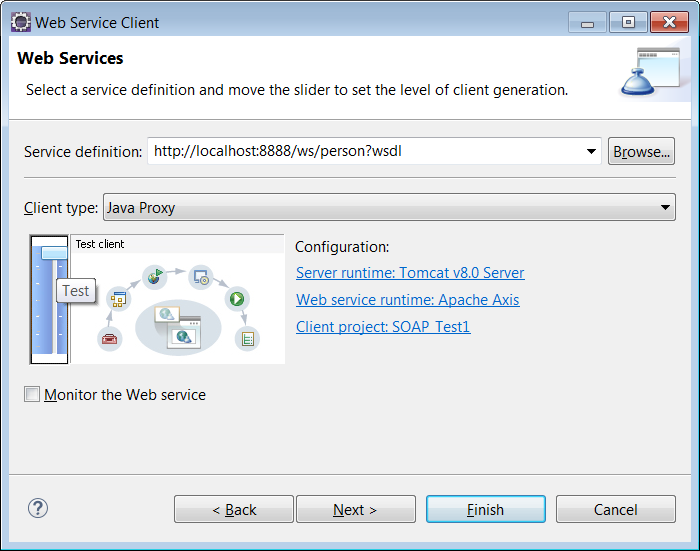 Web Service Client
Web Services
Select a service definition and move the slider to set the level of client generation.
Service definition: http://localhost:8888/ws/person?wsdl Browse...
Client type: Java Proxy
Test client
Test
Configuration:
Server runtime: Tomcat v8.0 Server
Web service runtime: Apache Axis
Client project: SOAP_Test1
Monitor the Web service
? < Back Next > Finish Cancel